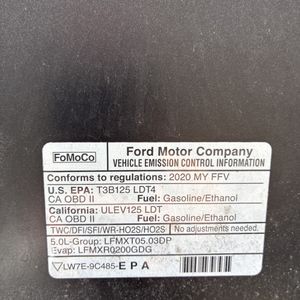 FoMoCo
Ford Motor Company
VEHICLE EMISSION CONTROL INFORMATION
Conforms to regulations: 2020 MY FFV
U.S. EPA: T3B125 LDT4
CA OBD II Fuel: Gasoline/Ethanol
California: ULEV125 LDT
CA OBD II Fuel: Gasoline/Ethanol
TWC/DFI/SFI/WR-HO2S/HO2S No adjustments needed.
5.0L-Group: LFMXT05.03DP
Evap: LFMXR0200GDG
LW7E-9C485-EPA